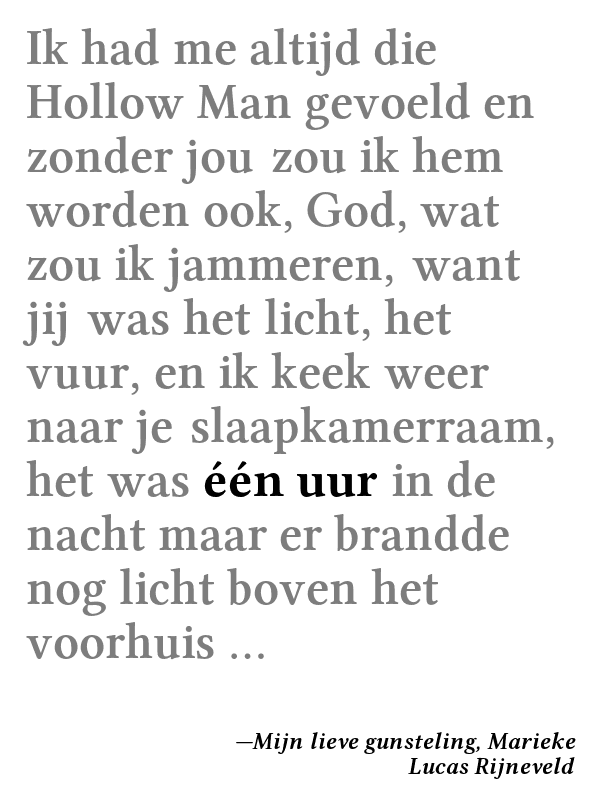 Ik had me altijd die
Hollow Man gevoeld en
zonder jou zou ik hem
worden ook, God, wat
zou ik jammeren, want
jij was het licht, het
vuur, en ik keek weer
naar je slaapkamerraam,
het was één uur in de
nacht maar er brandde
nog licht boven het
voorhuis ...
—Mijn lieve gunsteling, Marieke
Lucas Rijneveld